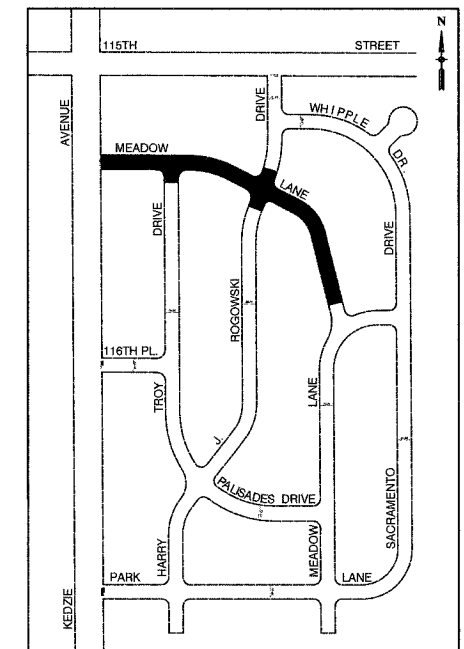 N
115TH STREET
AVENUE
DRIVE
WHIPPLE DR.
MEADOW LANE
DRIVE
DRIVE
ROGOWSKI
116TH PL.
TROY
LANE
J.
PALISADES DRIVE
SACRAMENTO
HARRY
MEADOW
PARK LANE
KEDZIE